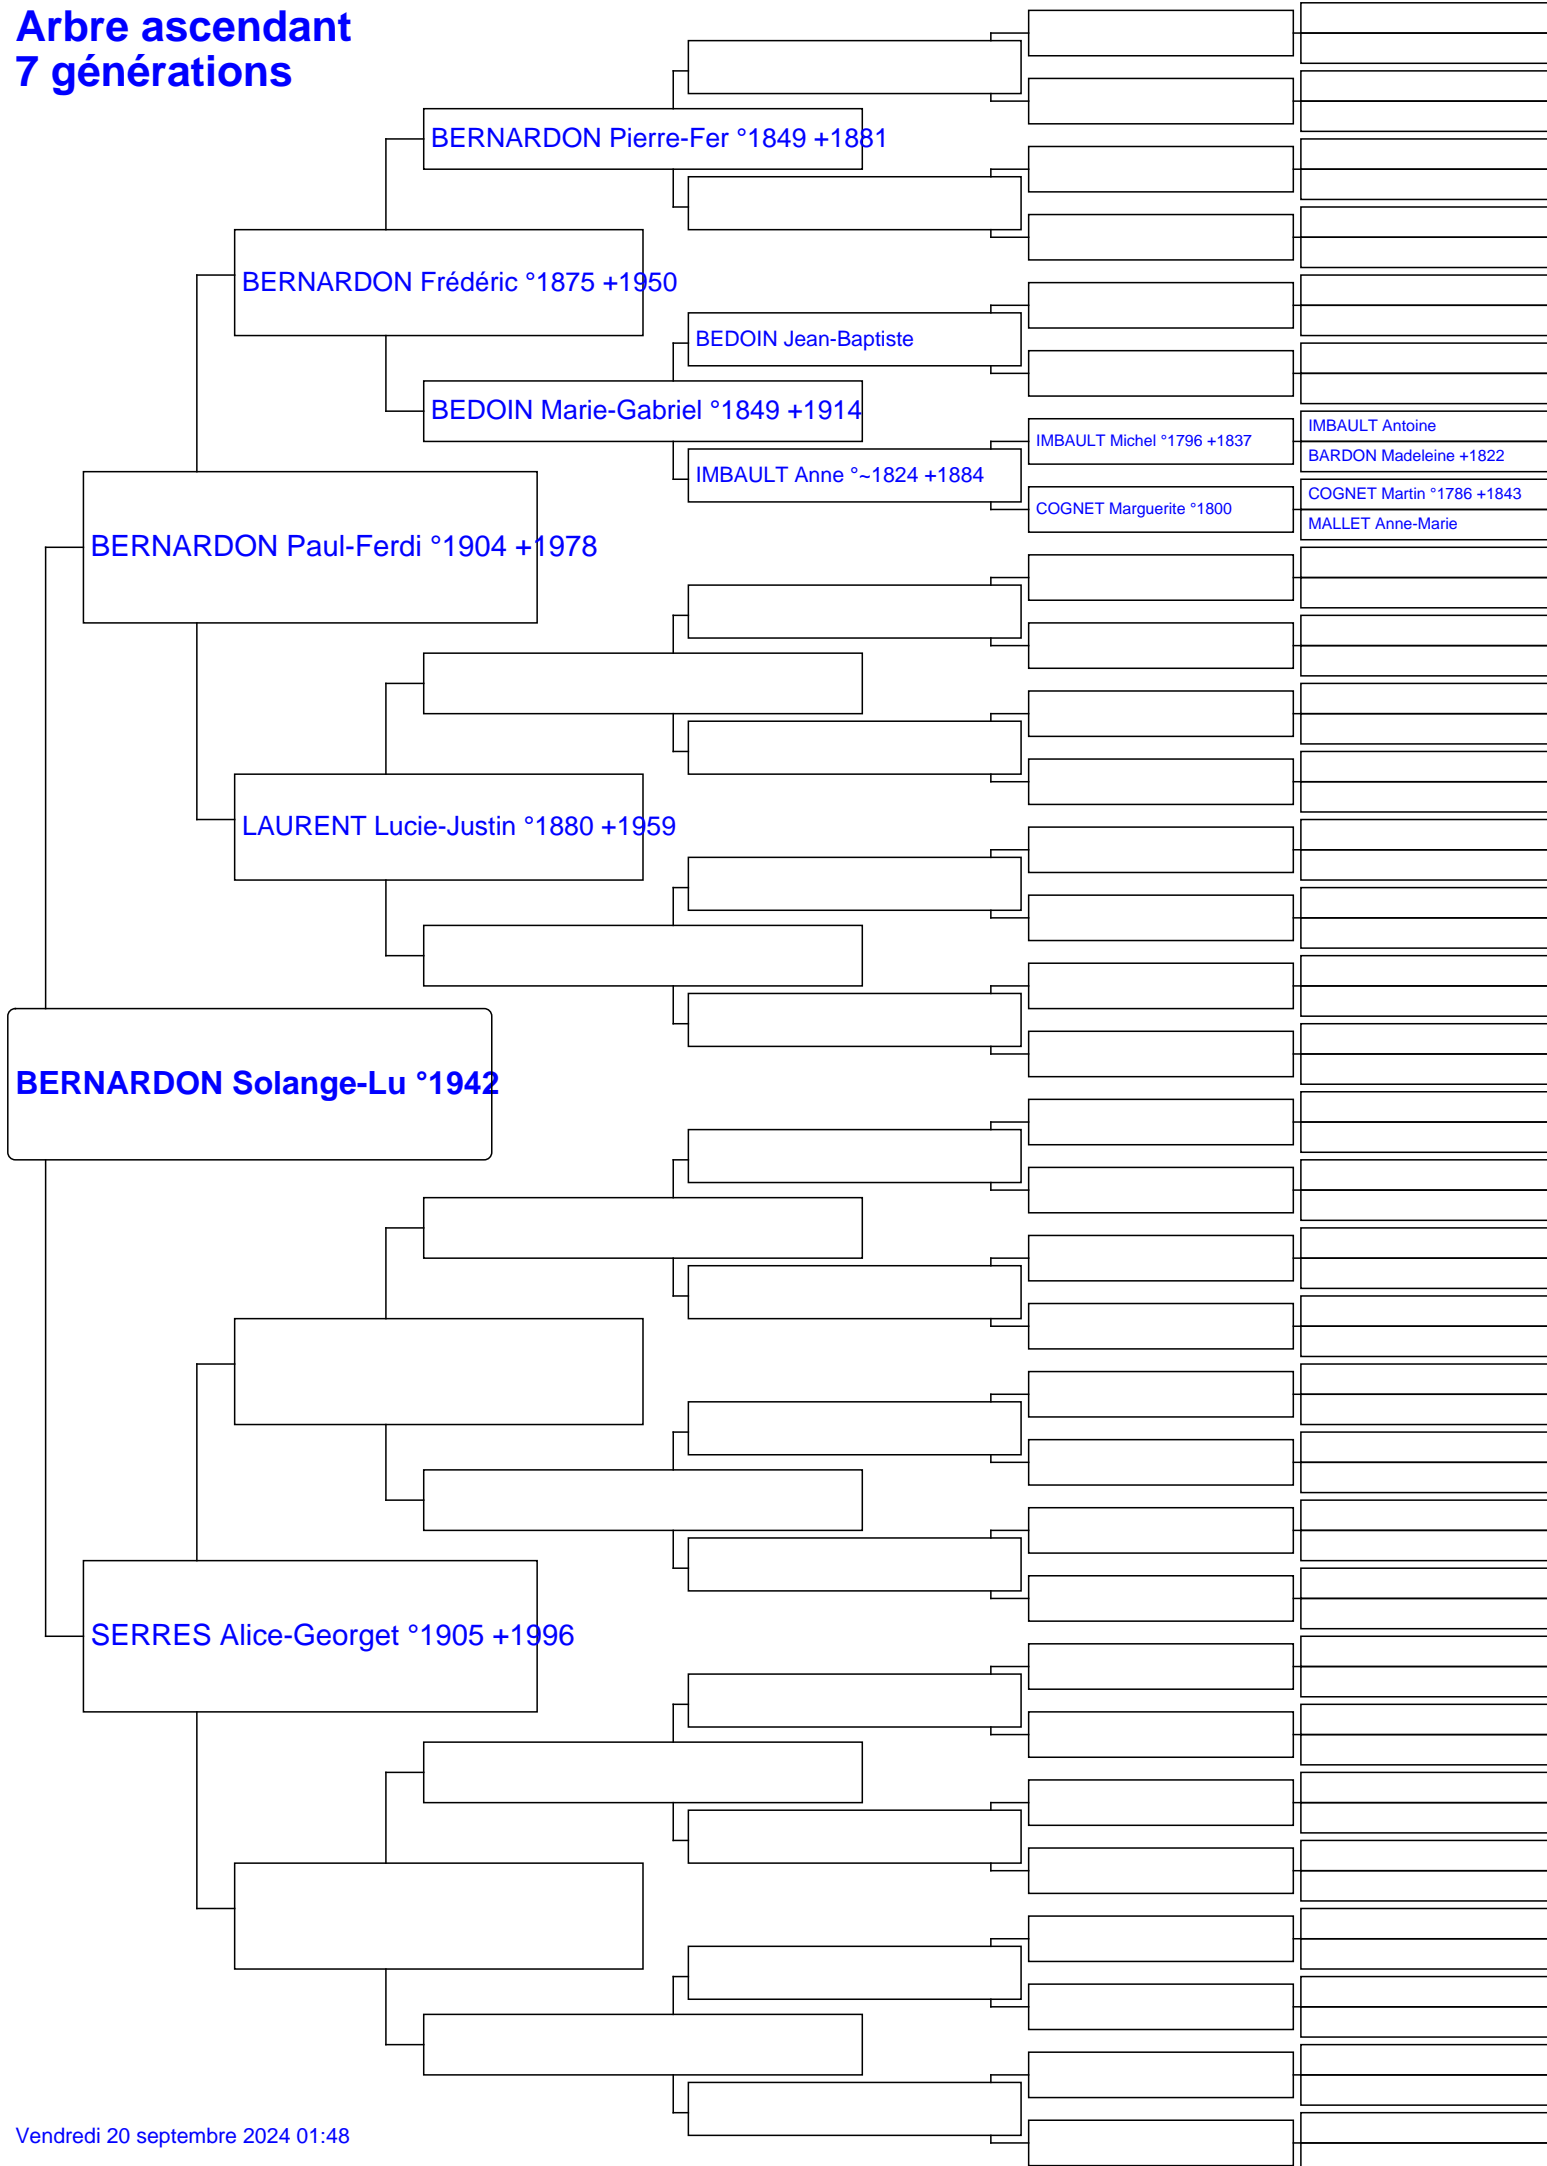 Arbre ascendant
7 générations
BERNARDON Pierre-Fer °1849 +1881
BERNARDON Frédéric °1875 +1950
BEDOIN Jean-Baptiste
BEDOIN Marie-Gabriel °1849 +1914
IMBAULT Michel °1796 +1837
IMBAULT Antoine
BARDON Madeleine +1822
IMBAULT Anne °~1824 +1884
COGNET Marguerite °1800
COGNET Martin °1786 +1843
MALLET Anne-Marie
BERNARDON Paul-Ferdi °1904 +1978
LAURENT Lucie-Justin °1880 +1959
BERNARDON Solange-Lu °1942
SERRES Alice-Georget °1905 +1996
Vendredi 20 septembre 2024 01:48